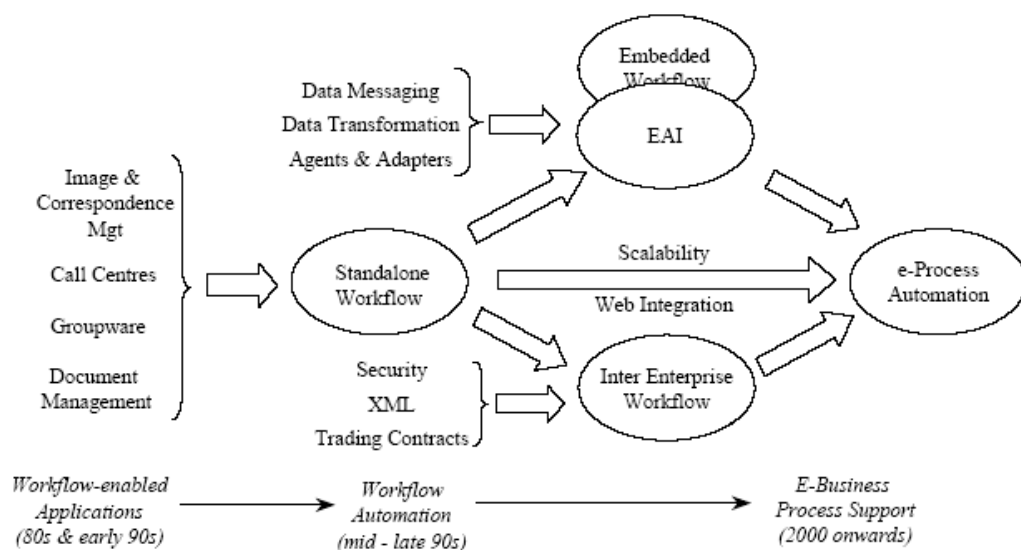 Embedded
Workflow
EAI
Data Messaging
Data Transformation
Agents & Adapters
Image &
Correspondence
Mgt
Call Centres
Groupware
Document
Management
Standalone
Workflow
Scalability
Web Integration
e-Process
Automation
Security
XML
Trading Contracts
Inter Enterprise
Workflow
Workflow-enabled
Applications
(80s & early 90s)
Workflow
Automation
(mid - late 90s)
E-Business
Process Support
(2000 onwards)